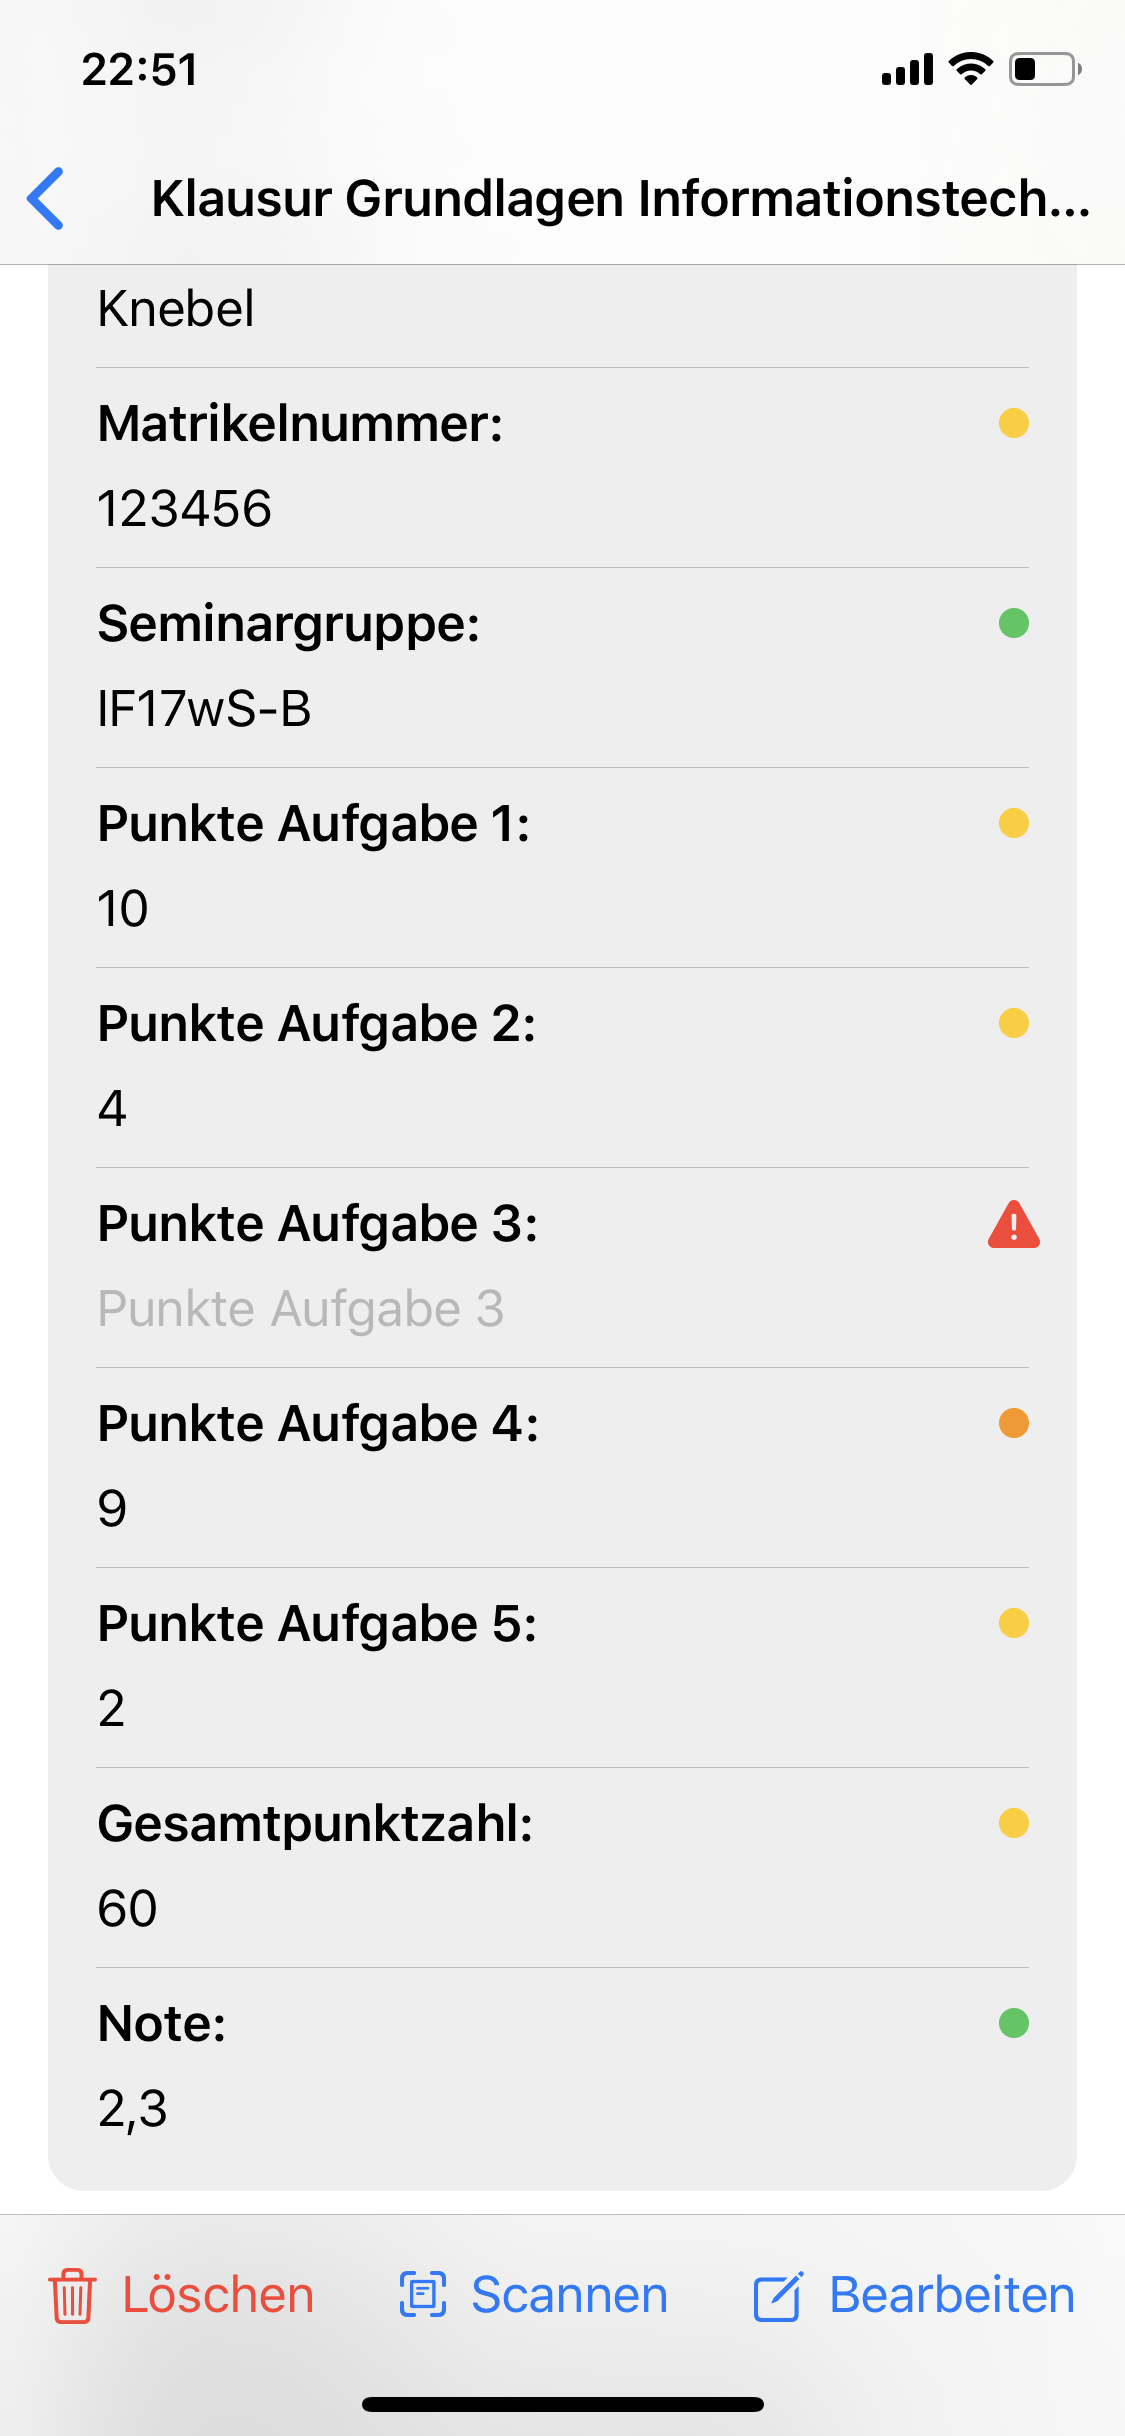 22:51
Klausur Grundlagen Informationstech...
Knebel
Matrikelnummer:
123456
Seminargruppe:
IF17wS-B
Punkte Aufgabe 1:
10
Punkte Aufgabe 2:
4
Punkte Aufgabe 3:
Punkte Aufgabe 3
Punkte Aufgabe 4:
9
Punkte Aufgabe 5:
2
Gesamtpunktzahl:
60
Note:
2,3
Löschen
Scannen
Bearbeiten